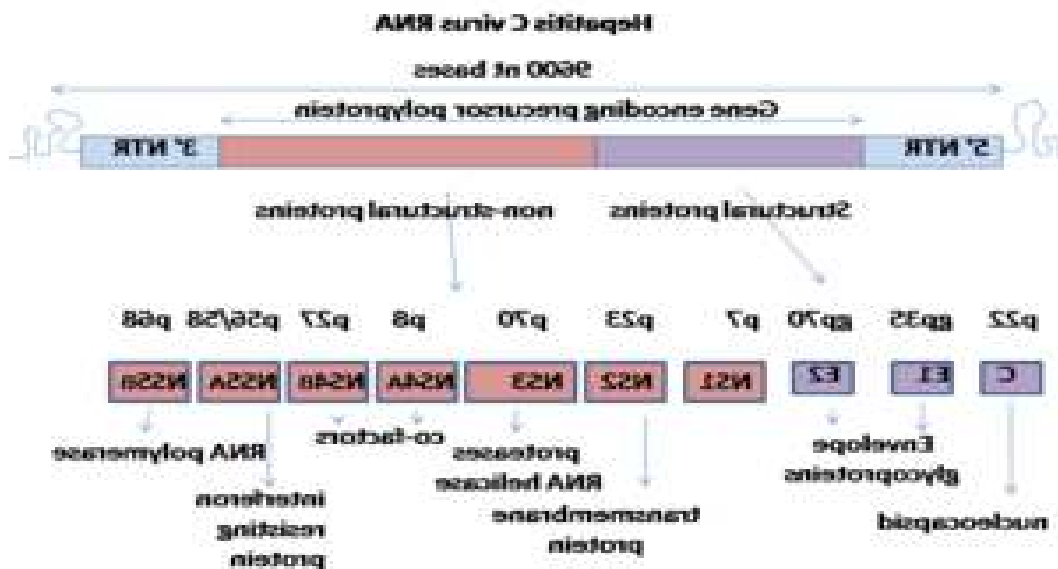 Hepatitis C virus RNA
9600 nt bases
Gene encoding precursor polyprotein
5' NTR
3' NTR
Structural proteins
non-structural proteins
p22 gp35 gp70 p7 p23 p70 p8 p27 p56/58 p68
C E1 E2 NS1 NS2 NS3 NS4A NS4B NS5A NS5B
nucleocapsid
Envelope
glycoproteins
transmembrane
protein
proteases
RNA helicase
co-factors
interferon
resisting
protein
RNA polymerase